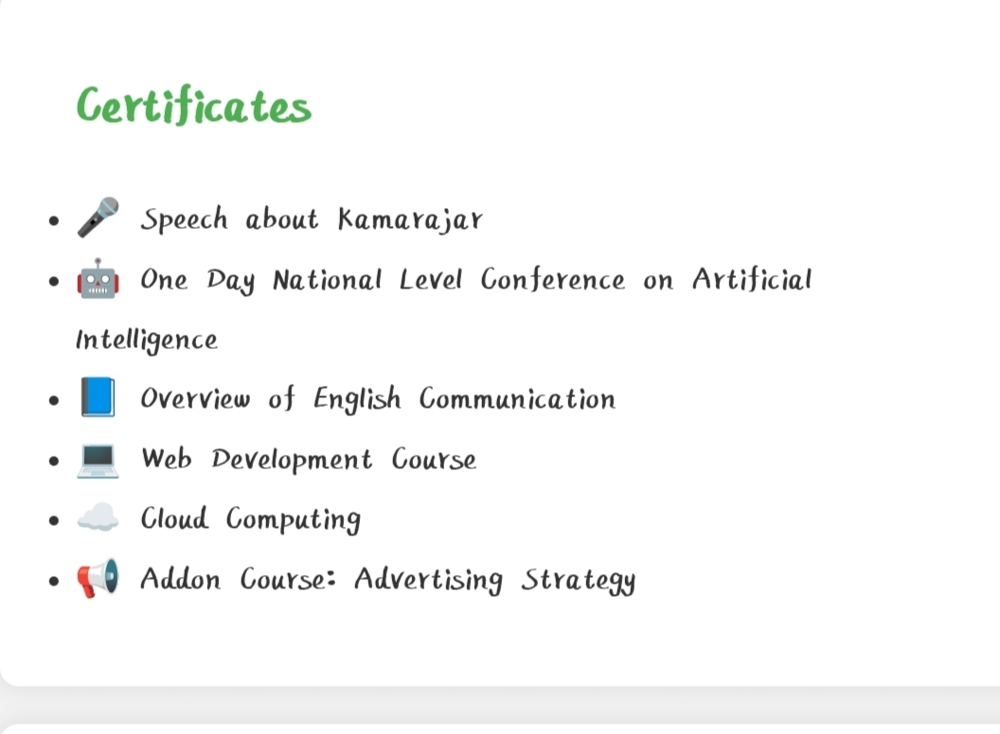 Certificates
• 🎤 Speech about Kamarajar
• 🤖 One Day National Level Conference on Artificial
Intelligence
• 📘 Overview of English Communication
• 💻 Web Development Course
• ☁️ Cloud Computing
• 📢 Addon Course: Advertising Strategy